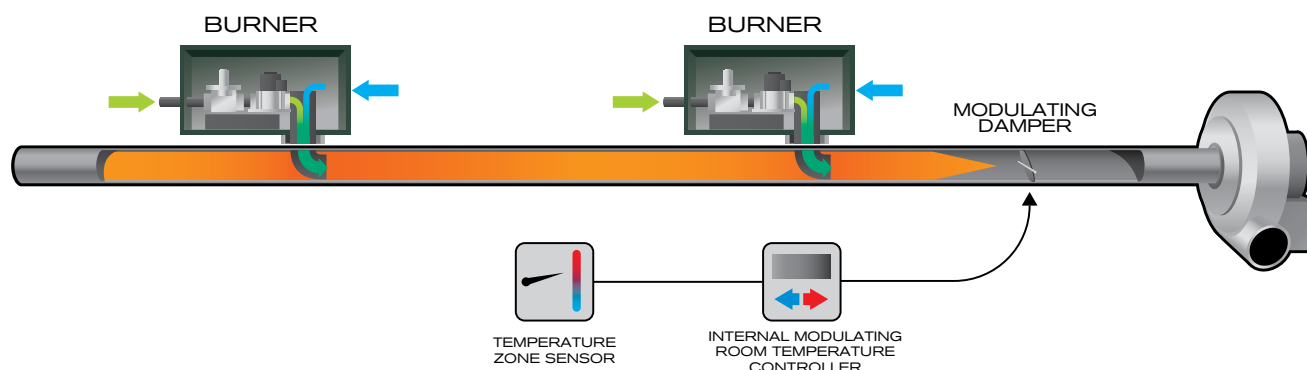 BURNER
BURNER
MODULATING
DAMPER
TEMPERATURE
ZONE SENSOR
INTERNAL MODULATING
ROOM TEMPERATURE
CONTROLLER